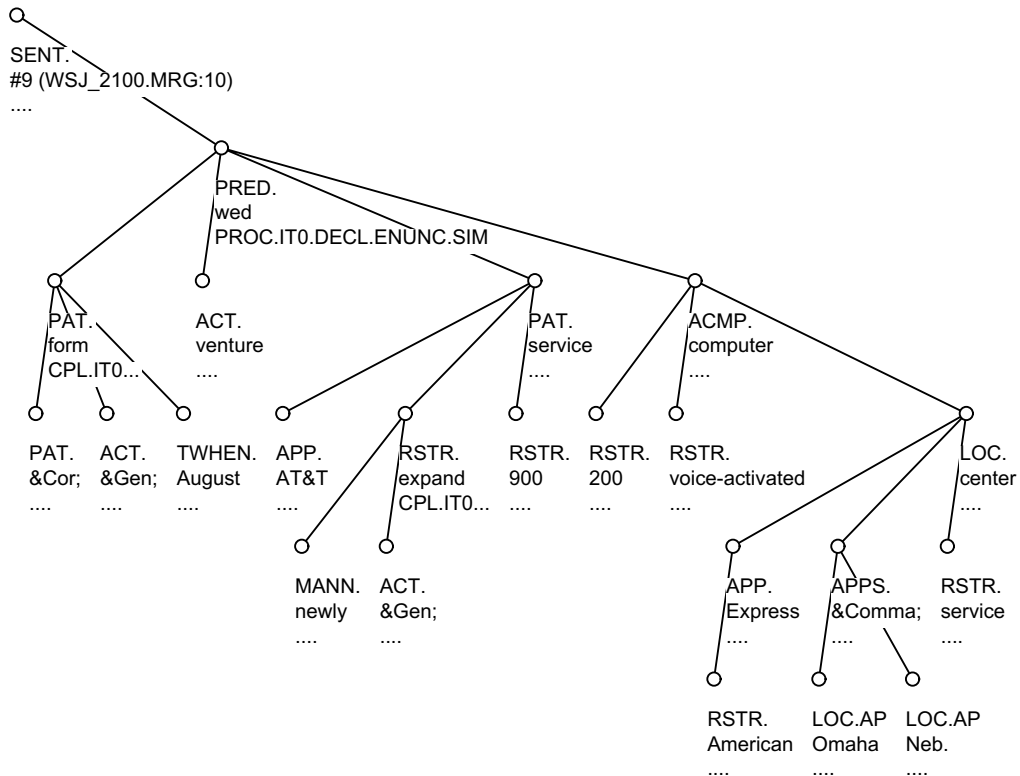 SENT.
#9 (WSJ_2100.MRG:10)
....
PRED.
wed
PROC.IT0.DECL.ENUNC.SIM
PAT.
form
CPL.IT0...
ACT.
venture
....
PAT.
service
....
ACMP.
computer
....
PAT.
&Cor;
....
ACT.
&Gen;
....
TWHEN.
August
....
APP.
AT&T
....
RSTR.
expand
CPL.IT0...
RSTR.
900
....
RSTR.
200
....
RSTR.
voice-activated
....
LOC.
center
....
MANN.
newly
....
ACT.
&Gen;
....
APP.
Express
....
APPS.
&Comma;
....
RSTR.
service
....
RSTR.
American
....
LOC.AP
Omaha
....
LOC.AP
Neb.
....